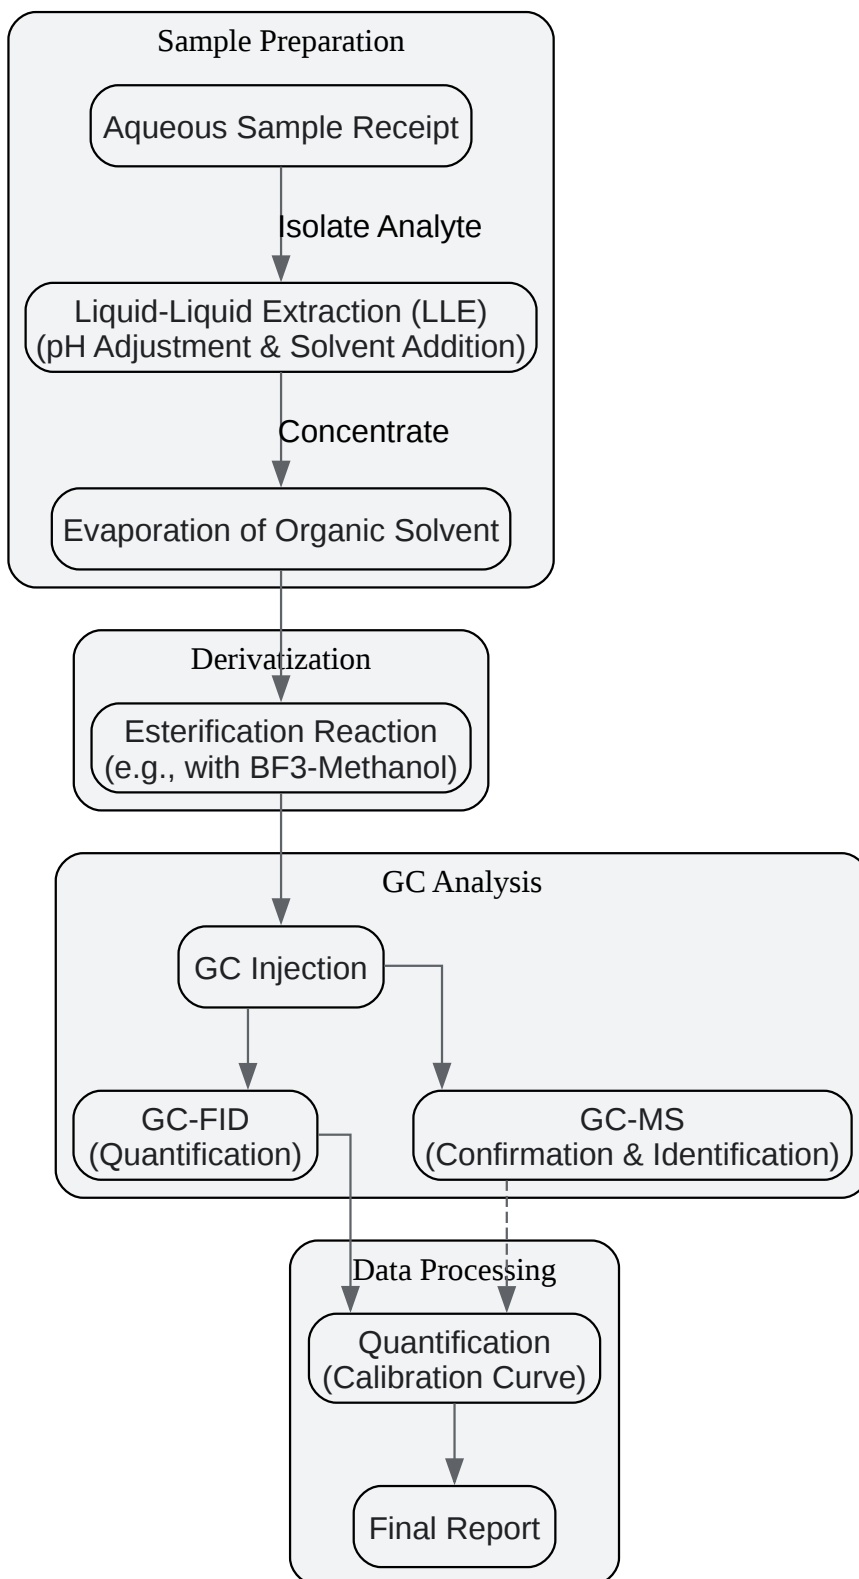 Sample Preparation
Aqueous Sample Receipt
Isolate Analyte
Liquid-Liquid Extraction (LLE)
(pH Adjustment & Solvent Addition)
Concentrate
Evaporation of Organic Solvent
Derivatization
Esterification Reaction
(e.g., with BF3-Methanol)
GC Analysis
GC Injection
GC-FID
(Quantification)
GC-MS
(Confirmation & Identification)
Data Processing
Quantification
(Calibration Curve)
Final Report